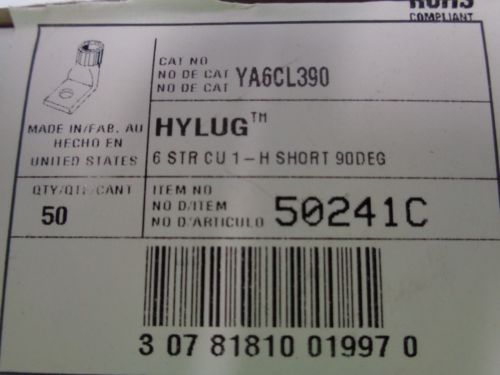 RoHS
COMPLIANT
CAT NO
NO DE CAT
NO DE CAT
YA6CL390
MADE IN/FAB. AU
HECHO EN
UNITED STATES
HYLUG™
6 STR CU 1-H SHORT 90DEG
QTY/QTE/CANT
50
ITEM NO
NO D/ITEM
NO D'ARTICULO
50241C
3 07 81810 01997 0